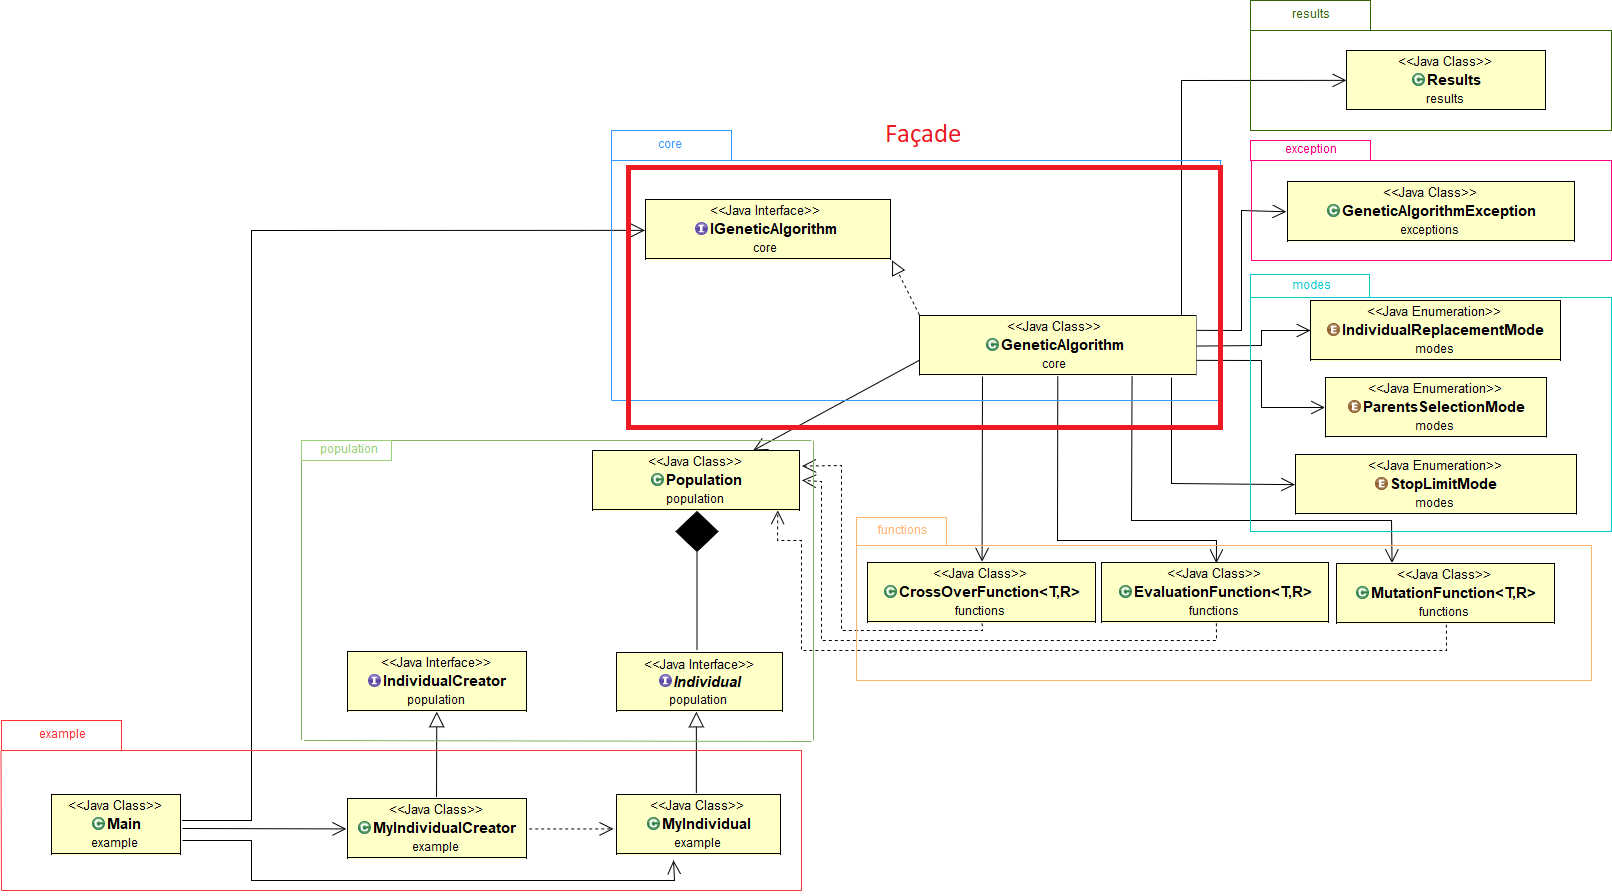 results
<<Java Class>>
Results
results
Façade
core
exception
<<Java Class>>
GeneticAlgorithmException
exceptions
<<Java Interface>>
IGeneticAlgorithm
core
modes
<<Java Enumeration>>
IndividualReplacementMode
modes
<<Java Class>>
GeneticAlgorithm
core
<<Java Enumeration>>
ParentsSelectionMode
modes
population
<<Java Class>>
Population
population
<<Java Enumeration>>
StopLimitMode
modes
functions
<<Java Class>>
CrossOverFunction<T,R>
functions
<<Java Class>>
EvaluationFunction<T,R>
functions
<<Java Class>>
MutationFunction<T,R>
functions
<<Java Interface>>
IndividualCreator
population
<<Java Interface>>
Individual
population
example
<<Java Class>>
Main
example
<<Java Class>>
MyIndividualCreator
example
<<Java Class>>
MyIndividual
example